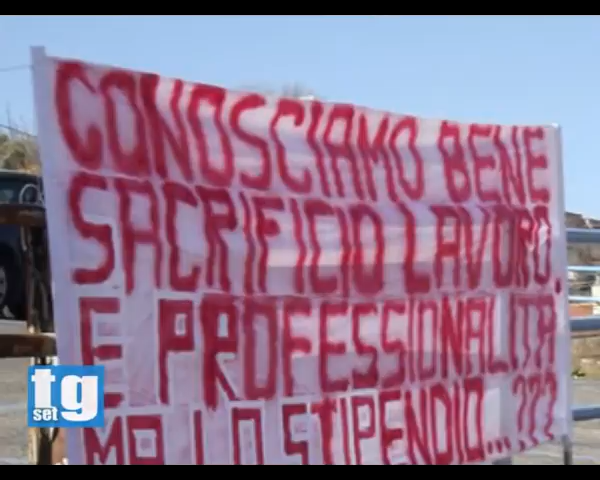 CONOSCIAMO BENE
SACRIFICIO LAVORO.
E PROFESSIONALITA
MA LO STIPENDIO...???
tg
set